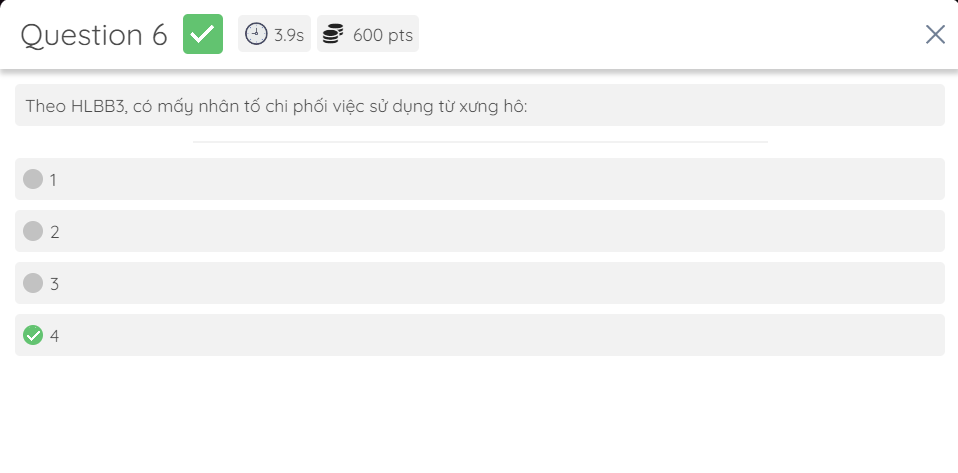 Question 6 3.9s 600 pts
Theo HLBB3, có mấy nhân tố chi phối việc sử dụng từ xưng hô:
1
2
3
4